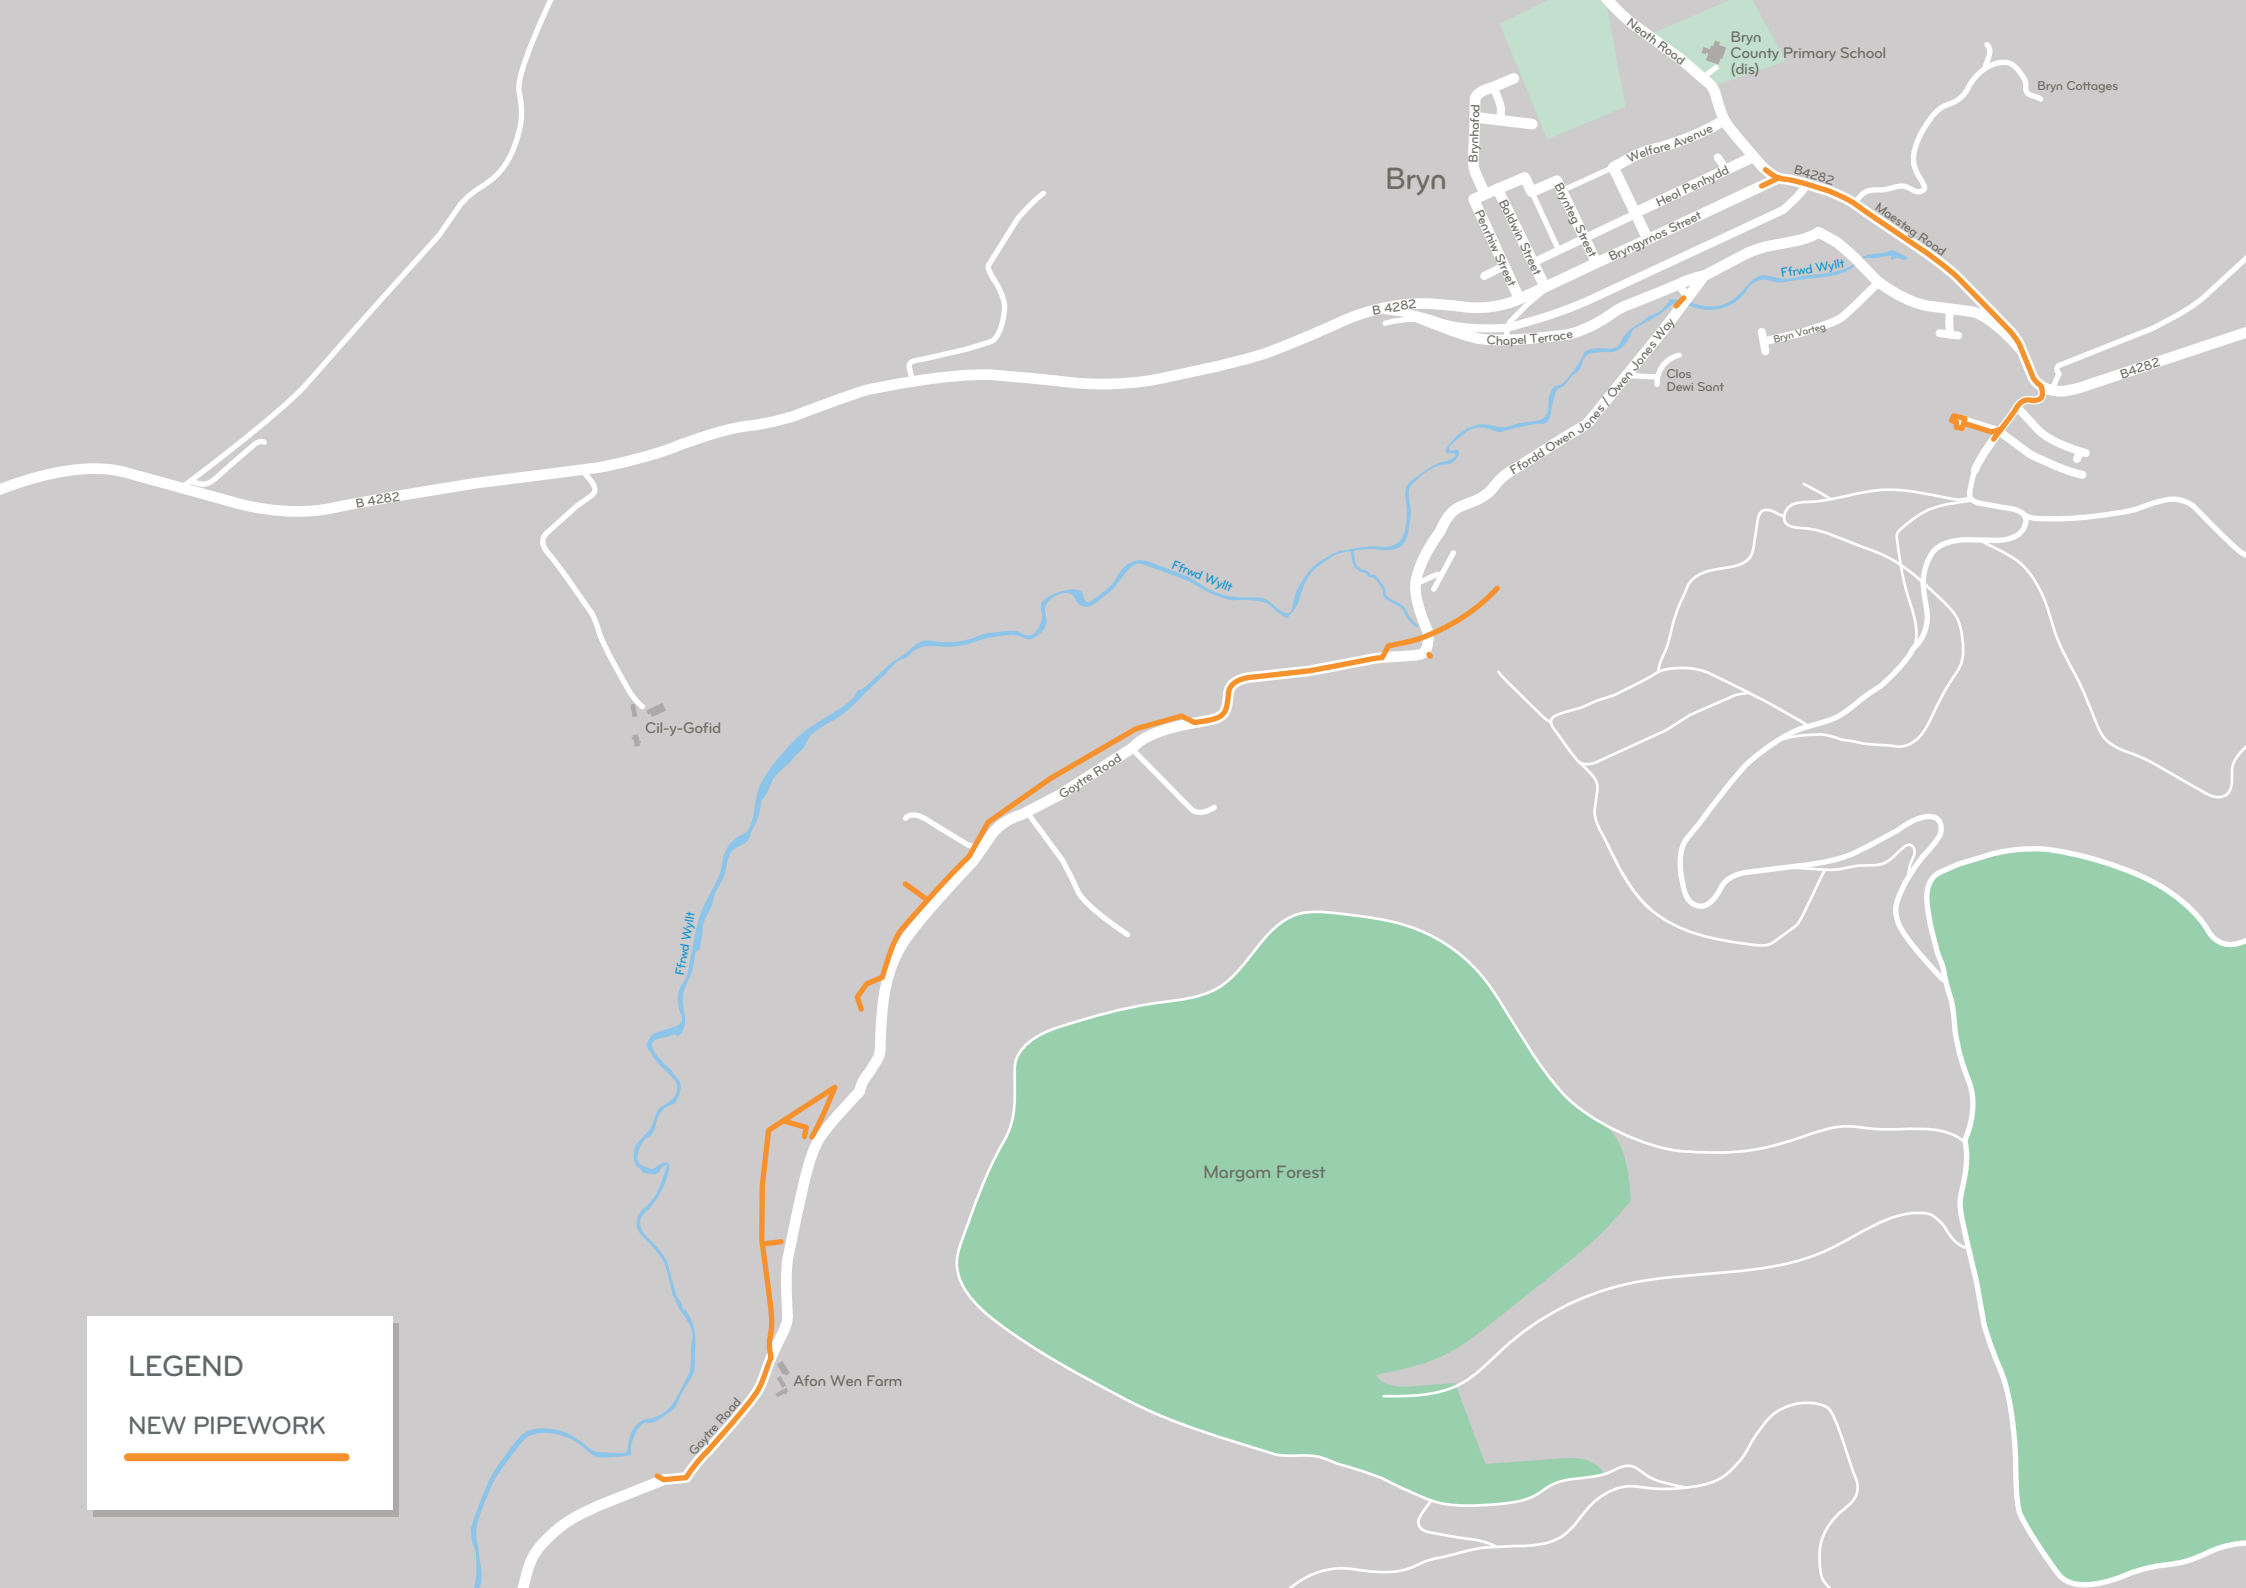 Neath Road
Bryn
County Primary School
(dis)
Bryn Cottages
Brynhafod
Welfare Avenue
Bryn
Heol Penhydd
B4282
Brynteg Street
Baldwin Street
Penrhiw Street
Bryngyrnos Street
Maesteg Road
Ffrwd Wyllt
B 4282
Chapel Terrace
Bryn Varteg
B4282
Clos
Dewi Sant
Ffordd Owen Jones / Owen Jones Way
B 4282
Ffrwd Wyllt
Cil-y-Gofid
Goytre Road
Ffrwd Wyllt
Margam Forest
Afon Wen Farm
Goytre Road
LEGEND
NEW PIPEWORK